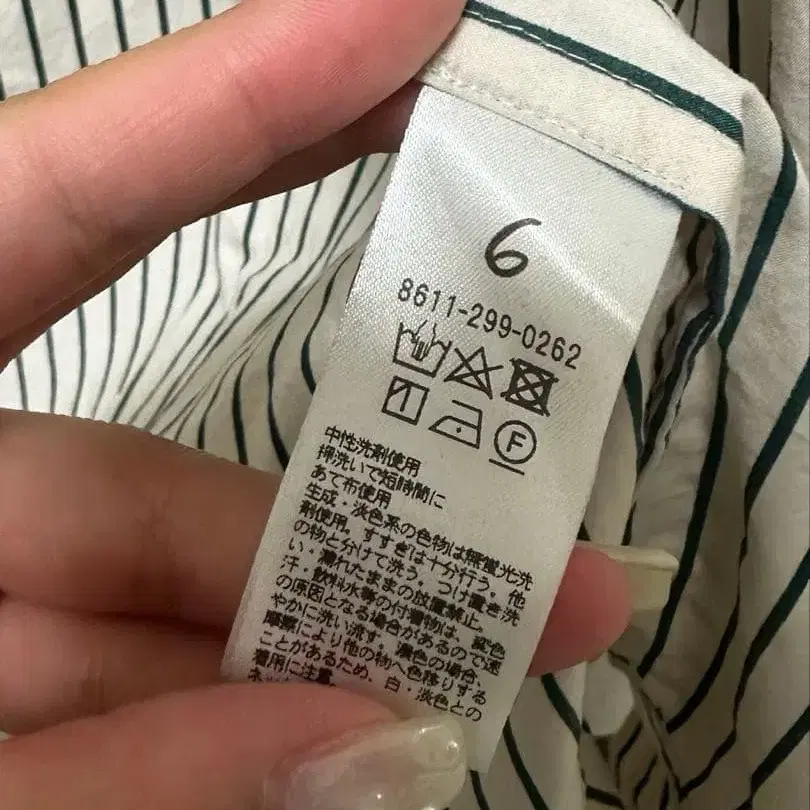 6
8611-299-0262
F
中性洗剤使用
押洗いで短時間に
あて布使用
生成・淡色系の色物は無蛍光洗
剤使用。すすぎは十分行う。他
の物と分けて洗う。つけ置き洗
い・濡れたままの放置禁止。
汗・飲料水等の付着物は、変色
の原因となる場合があるので速
やかに洗い流す。濃色の場合、
摩擦により他の物へ色移りする
ことがあるため、白・淡色との
着用に注意